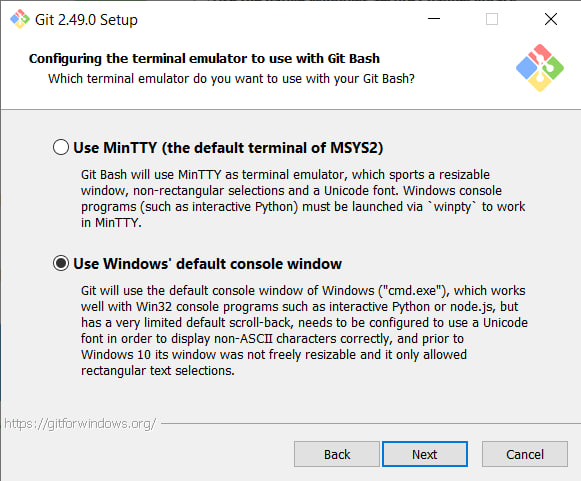 Git 2.49.0 Setup
Configuring the terminal emulator to use with Git Bash
Which terminal emulator do you want to use with your Git Bash?
Use MinTTY (the default terminal of MSYS2)
Git Bash will use MinTTY as terminal emulator, which sports a resizable
window, non-rectangular selections and a Unicode font. Windows console
programs (such as interactive Python) must be launched via `winpty` to work
in MinTTY.
Use Windows' default console window
Git will use the default console window of Windows ("cmd.exe"), which works
well with Win32 console programs such as interactive Python or node.js, but
has a very limited default scroll-back, needs to be configured to use a Unicode
font in order to display non-ASCII characters correctly, and prior to
Windows 10 its window was not freely resizable and it only allowed
rectangular text selections.
https://gitforwindows.org/
Back Next Cancel